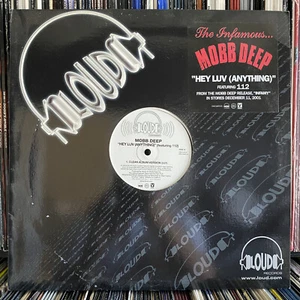 LOUD
The Infamous...
MOBB DEEP
"HEY LUV (ANYTHING)"
FEATURING 112
FROM THE MOBB DEEP RELEASE, "INFAMY"
IN STORES DECEMBER 11, 2001
LOUD
MOBB DEEP
"HEY LUV (ANYTHING)" (featuring 112)
LOUD
RECORDS
www.loud.com